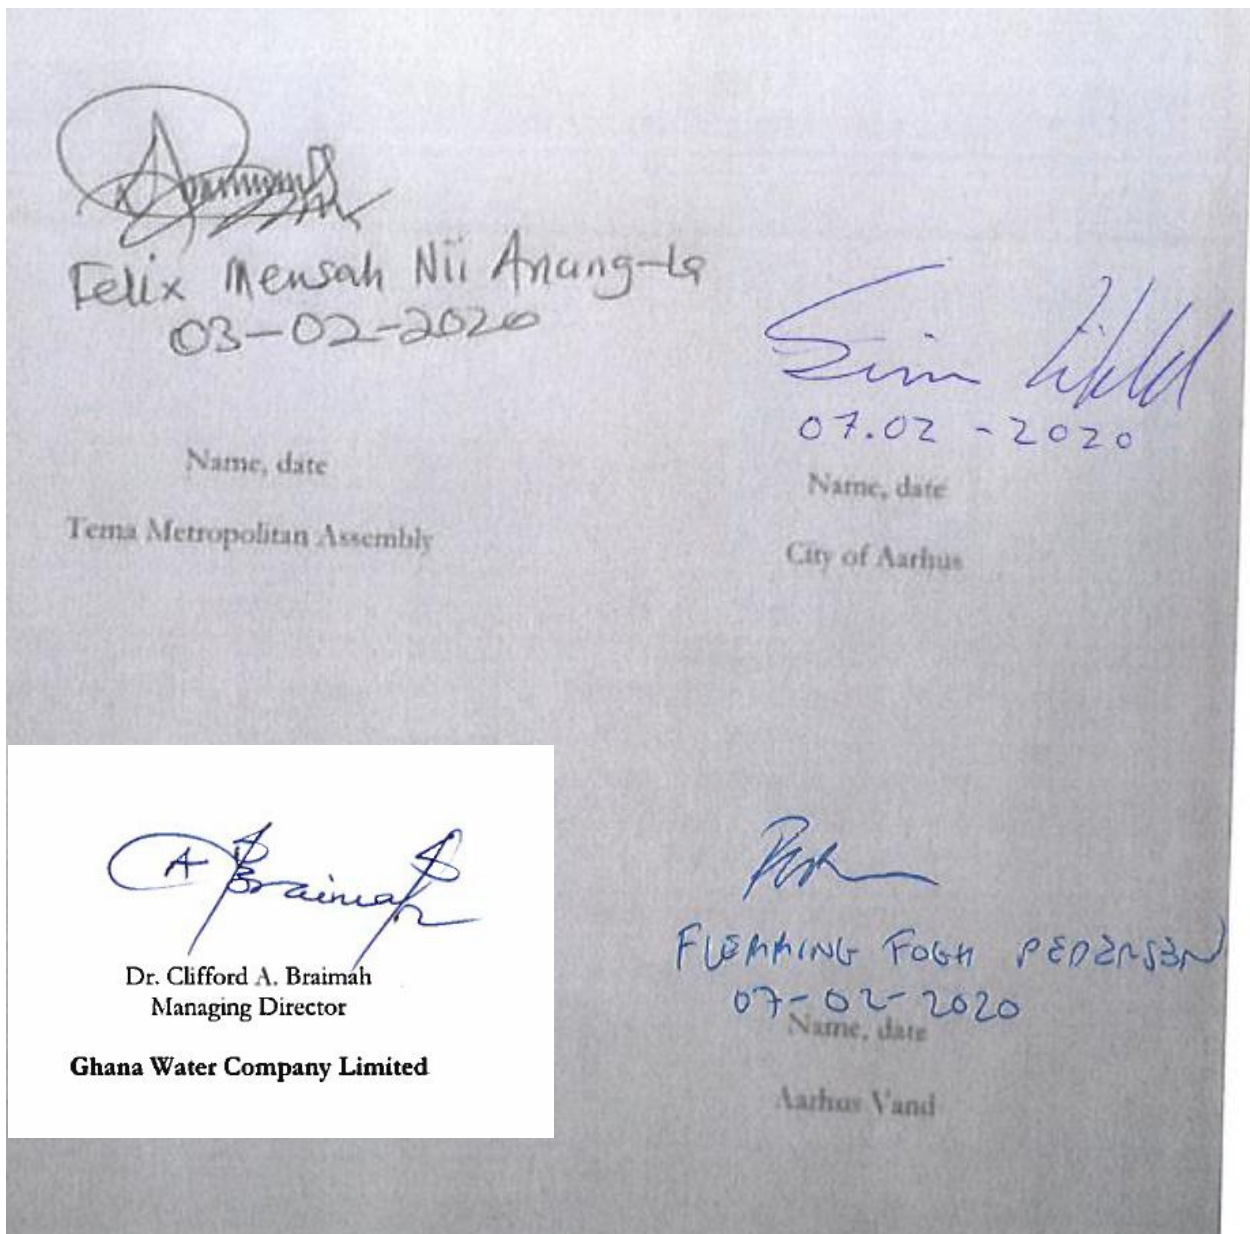 Felix Mensah Nii Anang-La
03-02-2020
Name, date
Tema Metropolitan Assembly
07.02-2020
Name, date
City of Aarhus
A Braimah
Dr. Clifford A. Braimah
Managing Director
Ghana Water Company Limited
FLEMMING FOGH PEDERSEN
07-02-2020
Name, date
Aarhus Vand